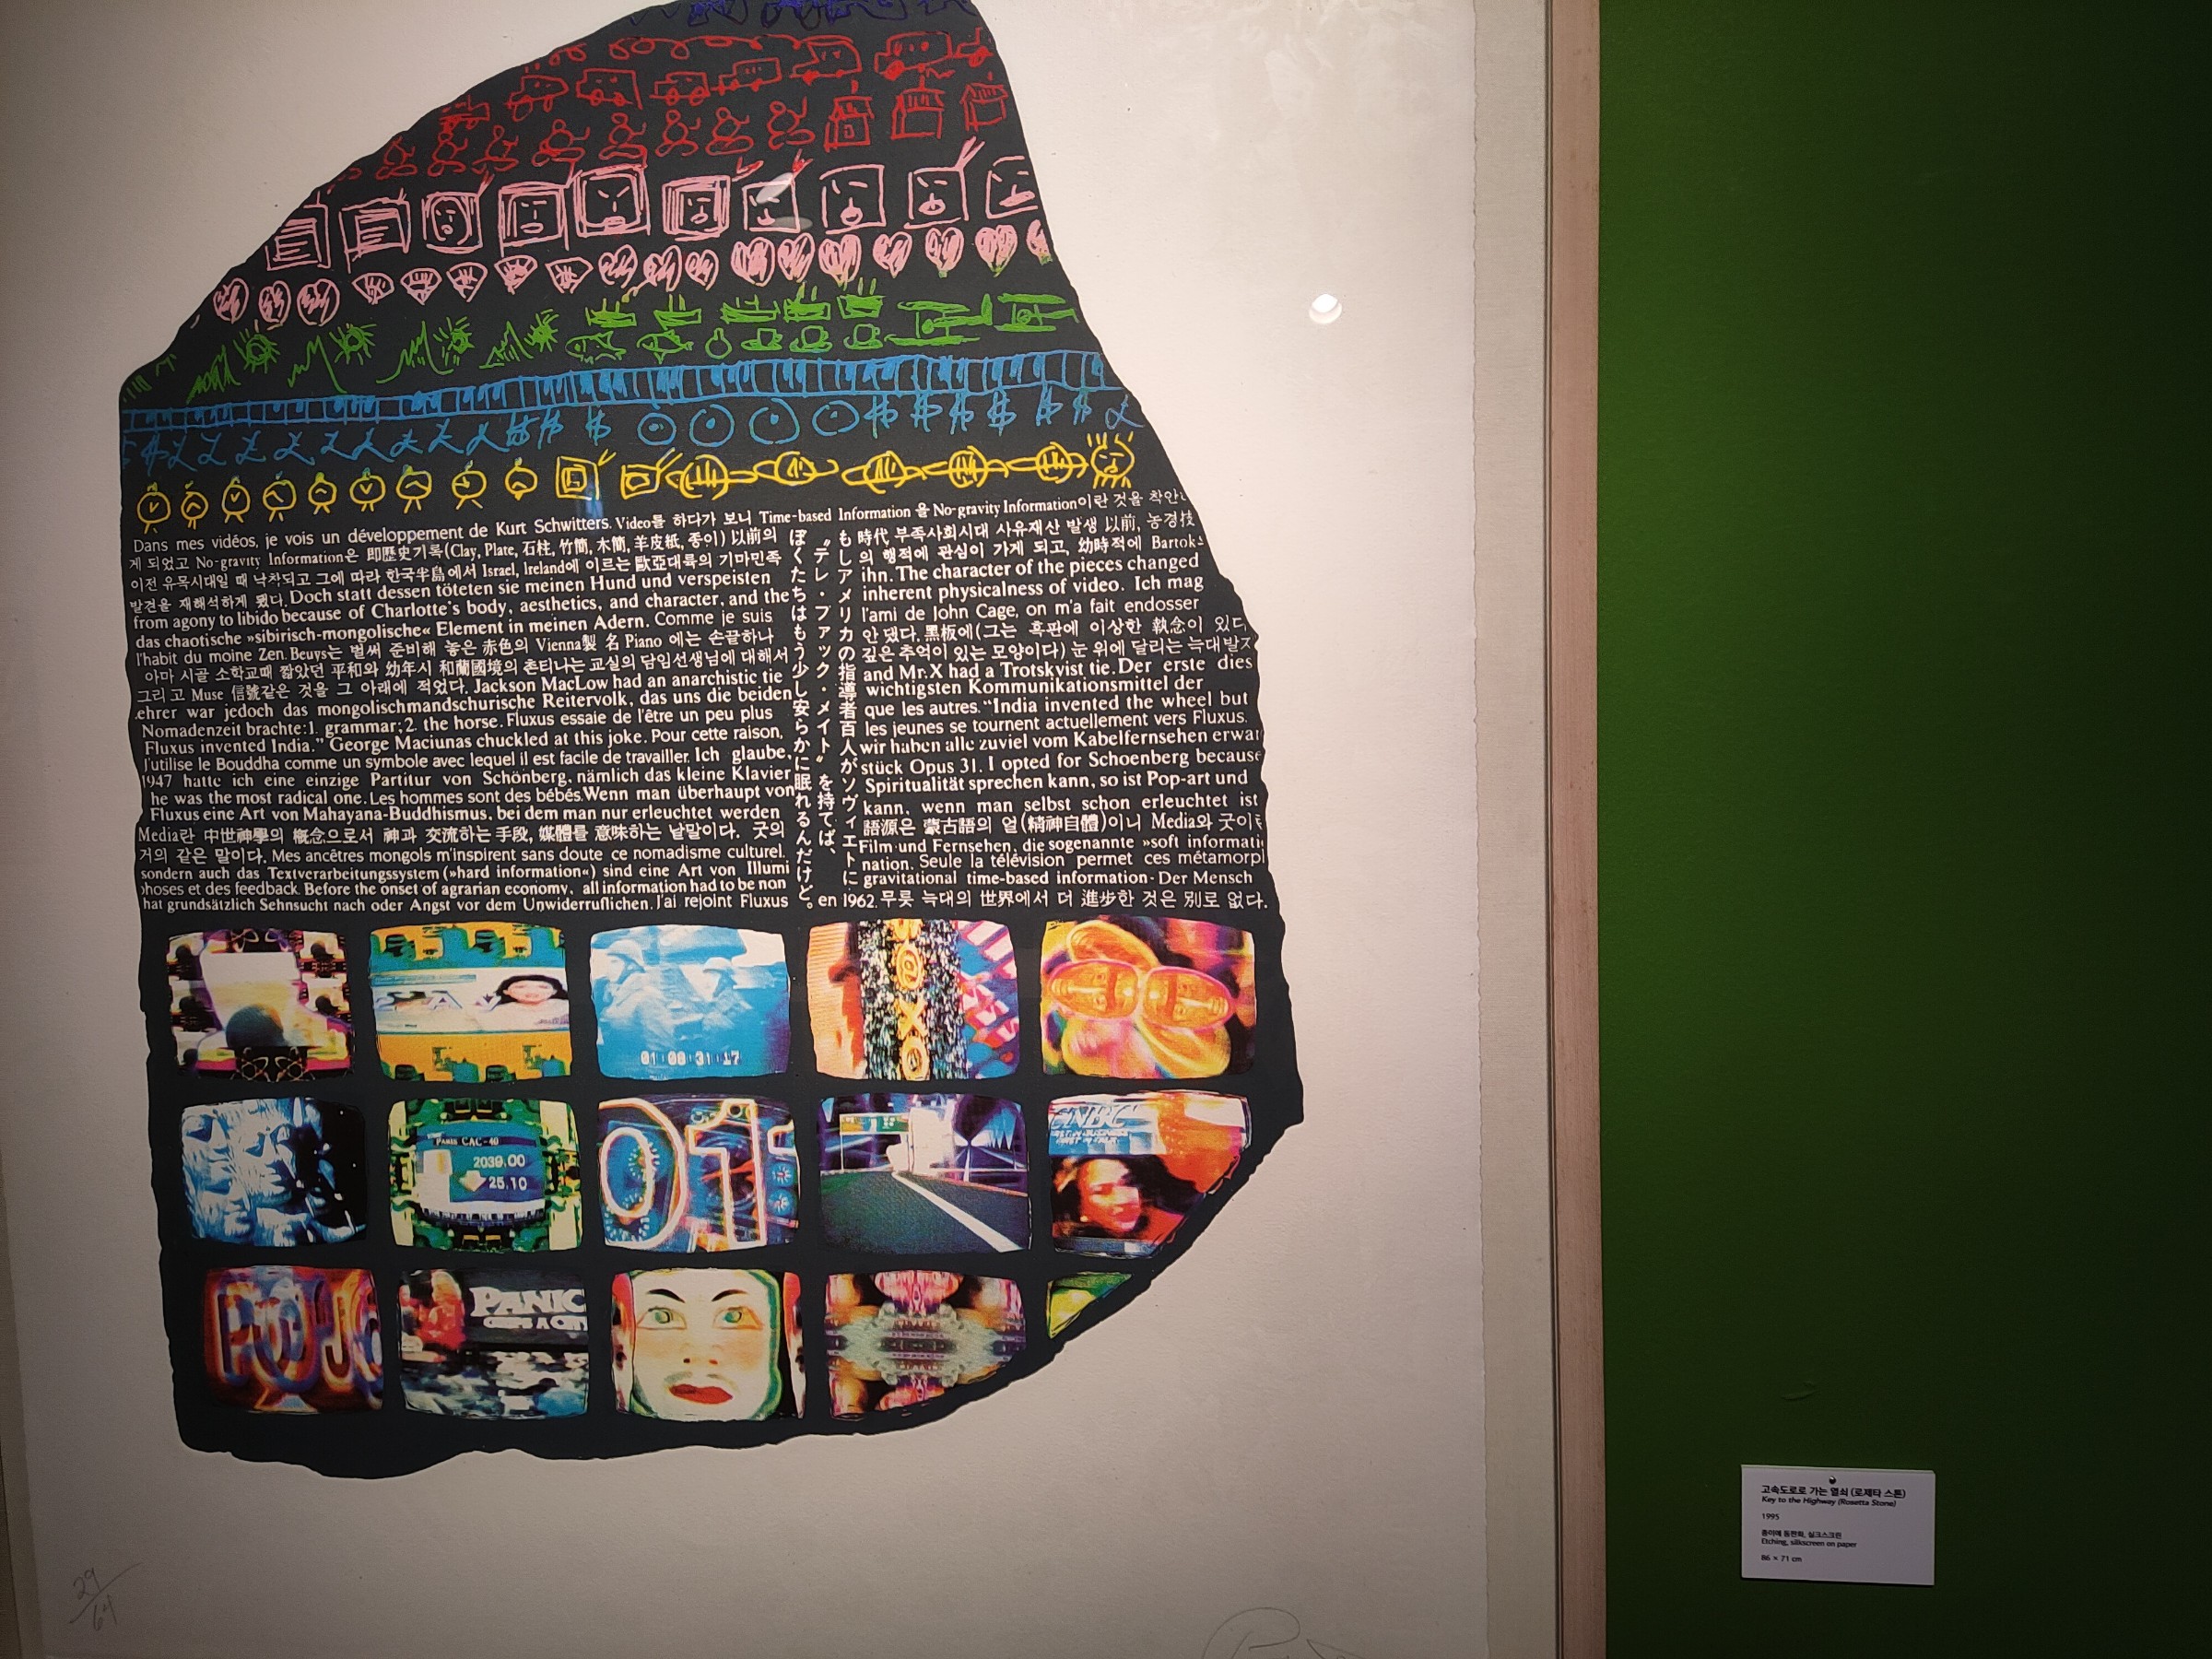 Dans mes vidéos, je vois un développement de Kurt Schwitters. Video를 하다가 보니 Time-based Information 을 No-gravity Information이란 것을 착안
게 되었고 No-gravity Information은 即歷史기록(Clay, Plate, 石柱, 竹簡, 木簡, 羊皮紙, 종이) 以前의 時代 부족사회시대 사유재산 발생 以前, 농경技
이전 유목시대일 때 낙차되고 그에 따라 한국半島에서 Israel, Ireland에 이르는 歐亞대륙의 기마민족 의 행적에 관심이 가게 되고, 幼時적에 Bartok
발견을 재해석하게 됐다. Doch statt dessen töteten sie meinen Hund und verspeisten ihn. The character of the pieces changed
from agony to libido because of Charlotte's body, aesthetics, and character, and the inherent physicalness of video. Ich mag
das chaotische »sibirisch-mongolische« Element in meinen Adern. Comme je suis l'ami de John Cage, on m'a fait endosser
l'habit du moine Zen. Beuys는 벌써 준비해 놓은 赤色의 Vienna製 名 Piano 에는 손끝하나 안 됐다. 黑板에(그는 흑판에 이상한 執念이 있다
아마 시골 소학교때 짧았던 平和와 幼年시 和蘭國境의 촌티나는 교실의 담임선생님에 대해서 깊은 추억이 있는 모양이다) 눈 위에 달리는 늑대발
그리고 Muse 信號같은 것을 그 아래에 적었다. Jackson MacLow had an anarchistic tie and Mr.X had a Trotskyist tie. Der erste dies
ehrer war jedoch das mongolischmandschurische Reitervolk, das uns die beiden wichtigsten Kommunikationsmittel der
Nomadenzeit brachte: 1. grammar; 2. the horse. Fluxus essaie de l'être un peu plus que les autres. "India invented the wheel but
Fluxus invented India." George Maciunas chuckled at this joke. Pour cette raison, les jeunes se tournent actuellement vers Fluxus.
J'utilise le Bouddha comme un symbole avec lequel il est facile de travailler. Ich glaube, wir haben alle zuviel vom Kabelfernsehen erwar
1947 hatte ich eine einzige Partitur von Schönberg, nämlich das kleine Klavier stück Opus 31. I opted for Schoenberg because
he was the most radical one. Les hommes sont des bébés. Wenn man überhaupt von Spiritualität sprechen kann, so ist Pop-art und
Fluxus eine Art von Mahayana-Buddhismus, bei dem man nur erleuchtet werden kann, wenn man selbst schon erleuchtet ist
Media란 中世神學의 概念으로서 神과 交流하는 手段, 媒體를 意味하는 낱말이다. 굿의 語源은 蒙古語의 얼(精神自體)이니 Media와 굿이
거의 같은 말이다. Mes ancêtres mongols m'inspirent sans doute ce nomadisme culturel. Film und Fernsehen, die sogenannte »soft informati
sondern auch das Textverarbeitungssystem (»hard information«) sind eine Art von Illumi nation. Seule la télévision permet ces métamorp
phoses et des feedback. Before the onset of agrarian economy, all information had to be non gravitational time-based information- Der Mensch
hat grundsätzlich Sehnsucht nach oder Angst vor dem Unwiderruflichen. J'ai rejoint Fluxus en 1962. 무릇 늑대의 世界에서 더 進步한 것은 別로 없다.
もしアメリカの指導者百人がソヴィエトに
“テレ・プァック・メイト”を持てば、
ぼくたちはもう少し安らかに眠れるんだけど。
01:08:31:17
PARIS CAC-40
2039.00
25.10
01
CNBC
PANIC
GRIPS A CITY
29/64
고속도로로 가는 열쇠 (로제타 스톤)
Key to the Highway (Rosetta Stone)
1995
종이에 동판화, 실크스크린
Etching, silkscreen on paper
86 × 71 cm